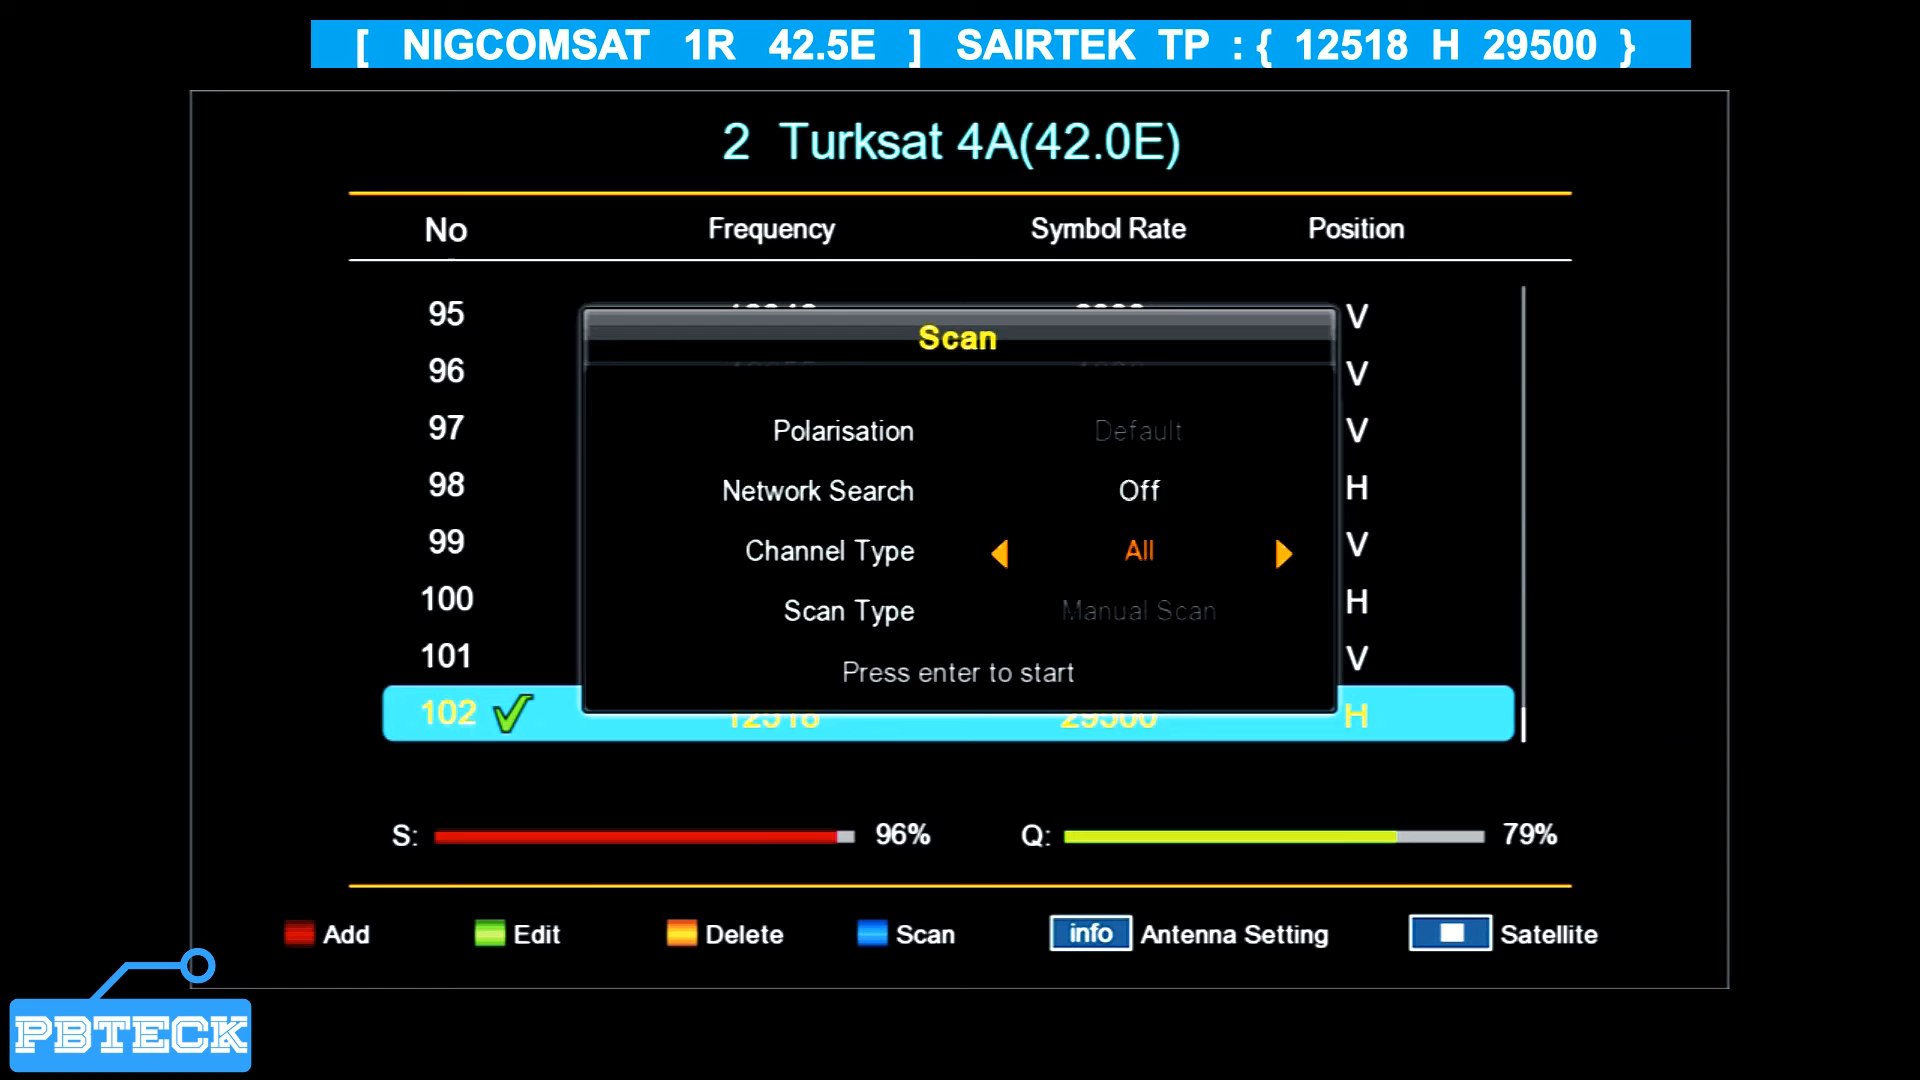 [ NIGCOMSAT 1R 42.5E ] SAIRTEK TP : { 12518 H 29500 }
2 Turksat 4A(42.0E)
No Frequency Symbol Rate Position
95 V
96 V
97 V
98 H
99 V
100 H
101 V
102 12518 29500 H
Scan
Polarisation Default
Network Search Off
Channel Type All
Scan Type Manual Scan
Press enter to start
S: 96% Q: 79%
Add Edit Delete Scan info Antenna Setting Satellite
PBTECK